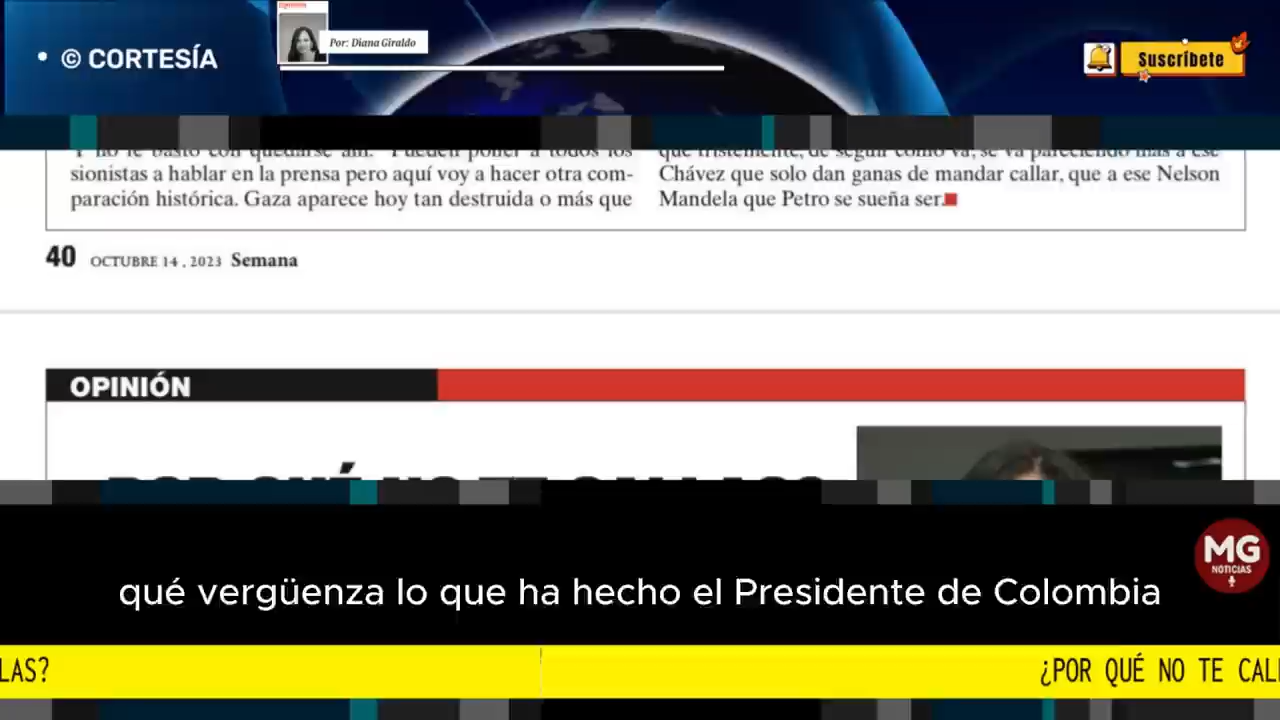 Opinión
Por: Diana Giraldo
• © CORTESÍA
Suscríbete
Y no le bastó con quedarse ahí. "Pueden poner a todos los
sionistas a hablar en la prensa pero aquí voy a hacer otra com-
paración histórica. Gaza aparece hoy tan destruida o más que
que tristemente, de seguir como va, se va pareciendo más a ese
Chávez que solo dan ganas de mandar callar, que a ese Nelson
Mandela que Petro se sueña ser.
40 OCTUBRE 14, 2023 Semana
OPINIÓN
MG
NOTICIAS
qué vergüenza lo que ha hecho el Presidente de Colombia
LAS?
¿POR QUÉ NO TE CALL